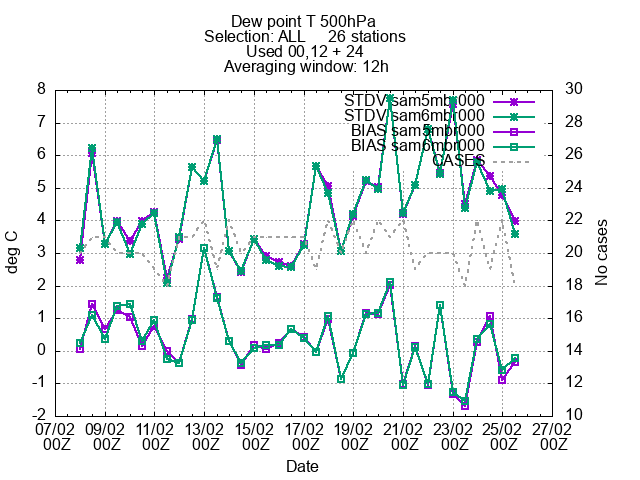 Dew point T 500hPa
Selection: ALL 26 stations
Used 00,12 + 24
Averaging window: 12h
8 30
STDV sam5mbr000
STDV sam6mbr000
7 28
BIAS sam5mbr000
BIAS sam6mbr000
6 26
CASES
5 24
4 22
3 20
2 18
1 16
0 14
-1 12
-2 10
deg C
No cases
07/02 09/02 11/02 13/02 15/02 17/02 19/02 21/02 23/02 25/02 27/02
00Z 00Z 00Z 00Z 00Z 00Z 00Z 00Z 00Z 00Z 00Z
Date